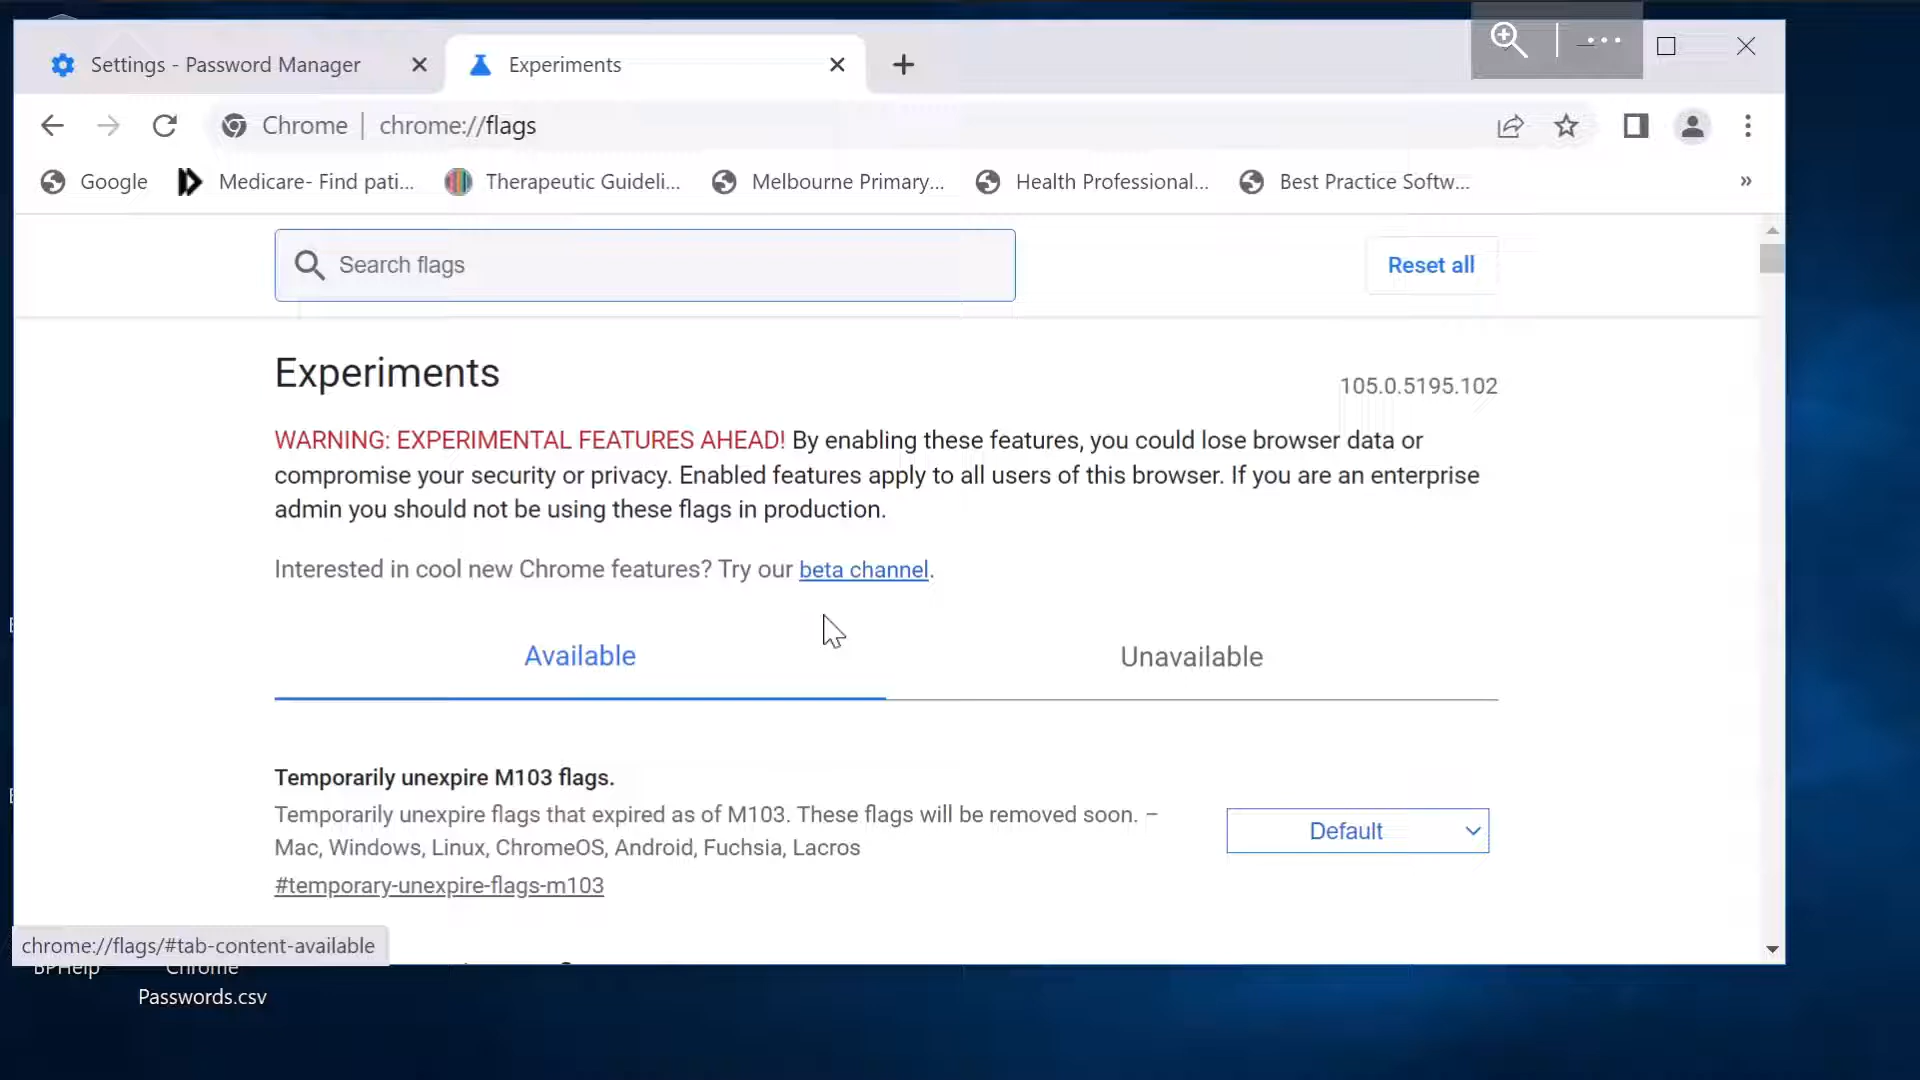 Settings - Password Manager
Experiments
Chrome | chrome://flags
Google
Medicare- Find pati...
Therapeutic Guideli...
Melbourne Primary...
Health Professional...
Best Practice Softw...
»
Search flags
Reset all
Experiments
105.0.5195.102
WARNING: EXPERIMENTAL FEATURES AHEAD! By enabling these features, you could lose browser data or
compromise your security or privacy. Enabled features apply to all users of this browser. If you are an enterprise
admin you should not be using these flags in production.
Interested in cool new Chrome features? Try our beta channel.
Available
Unavailable
Temporarily unexpire M103 flags.
Temporarily unexpire flags that expired as of M103. These flags will be removed soon. –
Mac, Windows, Linux, ChromeOS, Android, Fuchsia, Lacros
#temporary-unexpire-flags-m103
Default
chrome://flags/#tab-content-available
BPHelp
Chrome
Passwords.csv